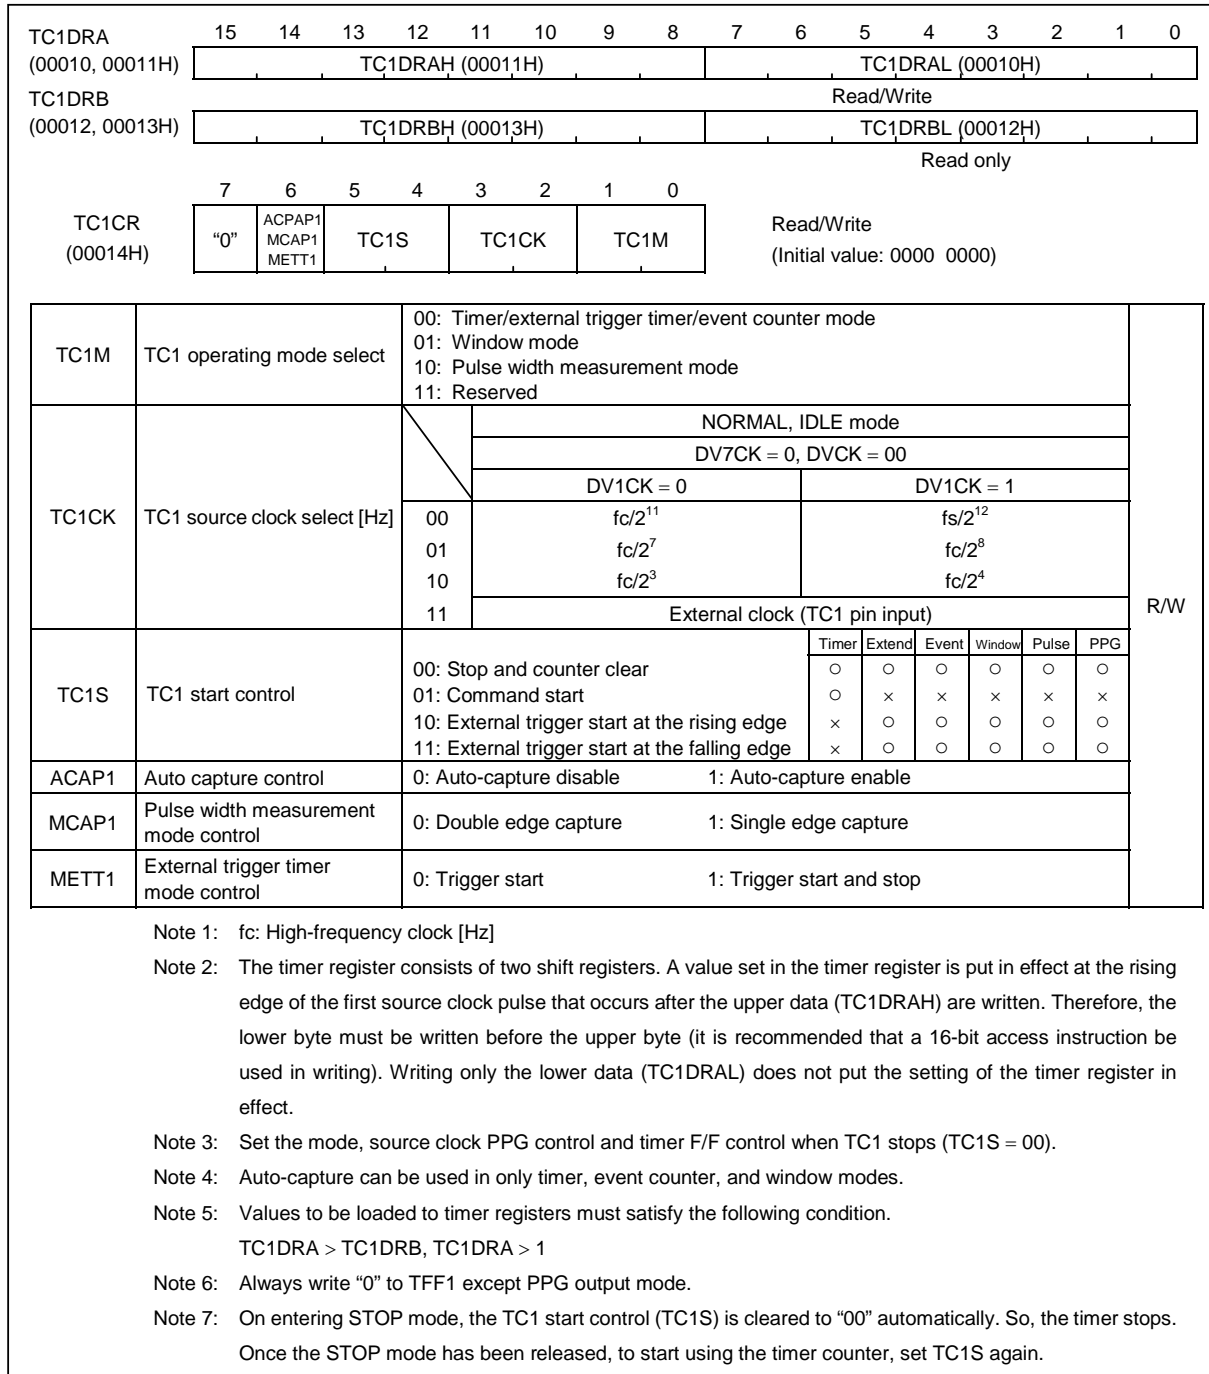 TC1DRA 15 14 13 12 11 10 9 8 7 6 5 4 3 2 1 0
(00010, 00011H) TC1DRAH (00011H) TC1DRAL (00010H)
TC1DRB Read/Write
(00012, 00013H) TC1DRBH (00013H) TC1DRBL (00012H)
Read only
7 6 5 4 3 2 1 0
TC1CR
(00014H)
“0”
ACPAP1
MCAP1
METT1
TC1S TC1CK TC1M
Read/Write
(Initial value: 0000 0000)
TC1M TC1 operating mode select
00: Timer/external trigger timer/event counter mode
01: Window mode
10: Pulse width measurement mode
11: Reserved
R/W
TC1CK TC1 source clock select [Hz]
NORMAL, IDLE mode
DV7CK = 0, DVCK = 00
DV1CK = 0 DV1CK = 1
00 fc/2¹¹ fs/2¹²
01 fc/2⁷ fc/2⁸
10 fc/2³ fc/2⁴
11 External clock (TC1 pin input)
TC1S TC1 start control
Timer Extend Event Window Pulse PPG
00: Stop and counter clear ○ ○ ○ ○ ○ ○
01: Command start ○ × × × × ×
10: External trigger start at the rising edge × ○ ○ ○ ○ ○
11: External trigger start at the falling edge × ○ ○ ○ ○ ○
ACAP1 Auto capture control 0: Auto-capture disable 1: Auto-capture enable
MCAP1 Pulse width measurement
mode control 0: Double edge capture 1: Single edge capture
METT1 External trigger timer
mode control 0: Trigger start 1: Trigger start and stop
Note 1: fc: High-frequency clock [Hz]
Note 2: The timer register consists of two shift registers. A value set in the timer register is put in effect at the rising
edge of the first source clock pulse that occurs after the upper data (TC1DRAH) are written. Therefore, the
lower byte must be written before the upper byte (it is recommended that a 16-bit access instruction be
used in writing). Writing only the lower data (TC1DRAL) does not put the setting of the timer register in
effect.
Note 3: Set the mode, source clock PPG control and timer F/F control when TC1 stops (TC1S = 00).
Note 4: Auto-capture can be used in only timer, event counter, and window modes.
Note 5: Values to be loaded to timer registers must satisfy the following condition.
TC1DRA > TC1DRB, TC1DRA > 1
Note 6: Always write “0” to TFF1 except PPG output mode.
Note 7: On entering STOP mode, the TC1 start control (TC1S) is cleared to “00” automatically. So, the timer stops.
Once the STOP mode has been released, to start using the timer counter, set TC1S again.